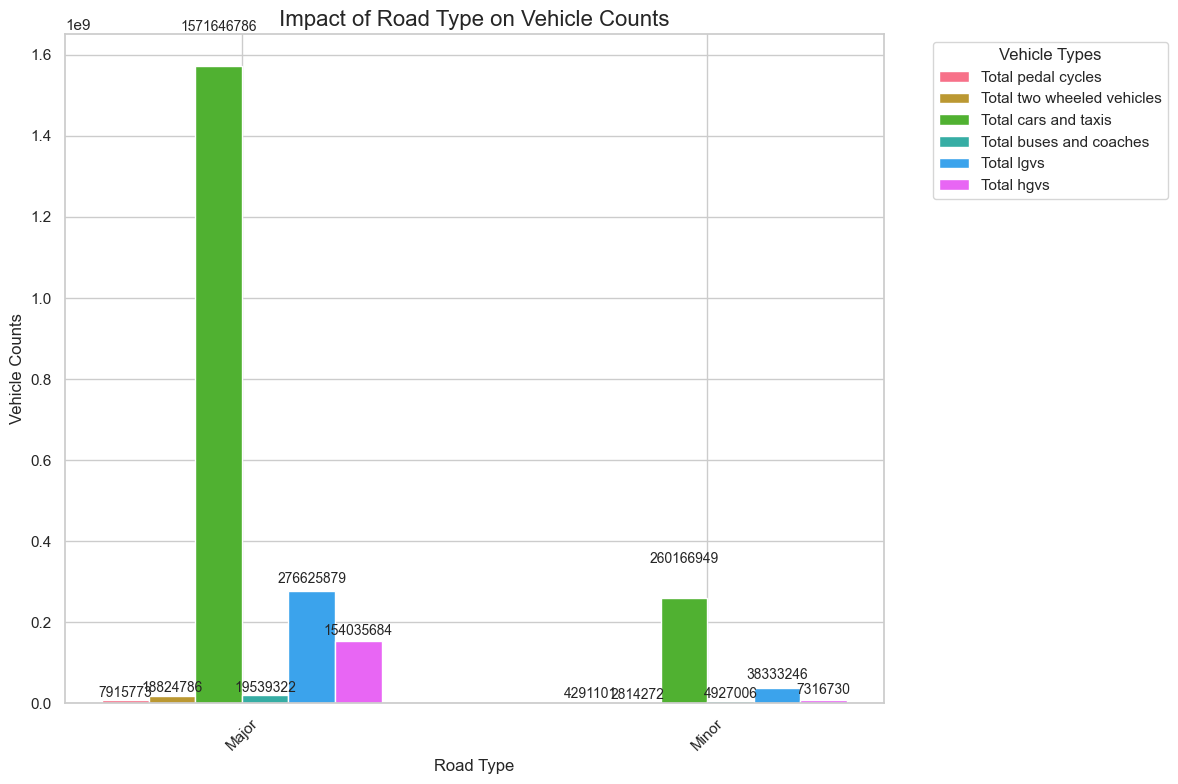 Impact of Road Type on Vehicle Counts
1e9
1571646786
1.6
1.4
1.2
1.0
0.8
0.6
0.4
0.2
0.0
Vehicle Counts
7915773
18824786
19539322
276625879
154035684
4291101
2814272
260166949
4927006
38333246
7316730
Major
Minor
Road Type
Vehicle Types
Total pedal cycles
Total two wheeled vehicles
Total cars and taxis
Total buses and coaches
Total lgvs
Total hgvs